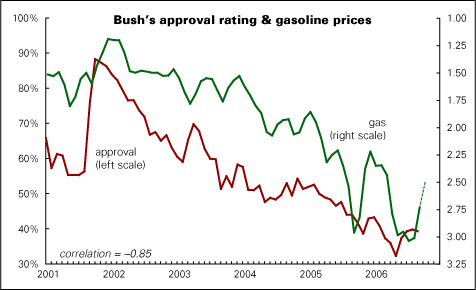 Bush's approval rating & gasoline prices
100%
90%
80%
70%
60%
50%
40%
30%
1.00
1.25
1.50
1.75
2.00
2.25
2.50
2.75
3.00
3.25
approval
(left scale)
gas
(right scale)
correlation = –0.85
2001 2002 2003 2004 2005 2006